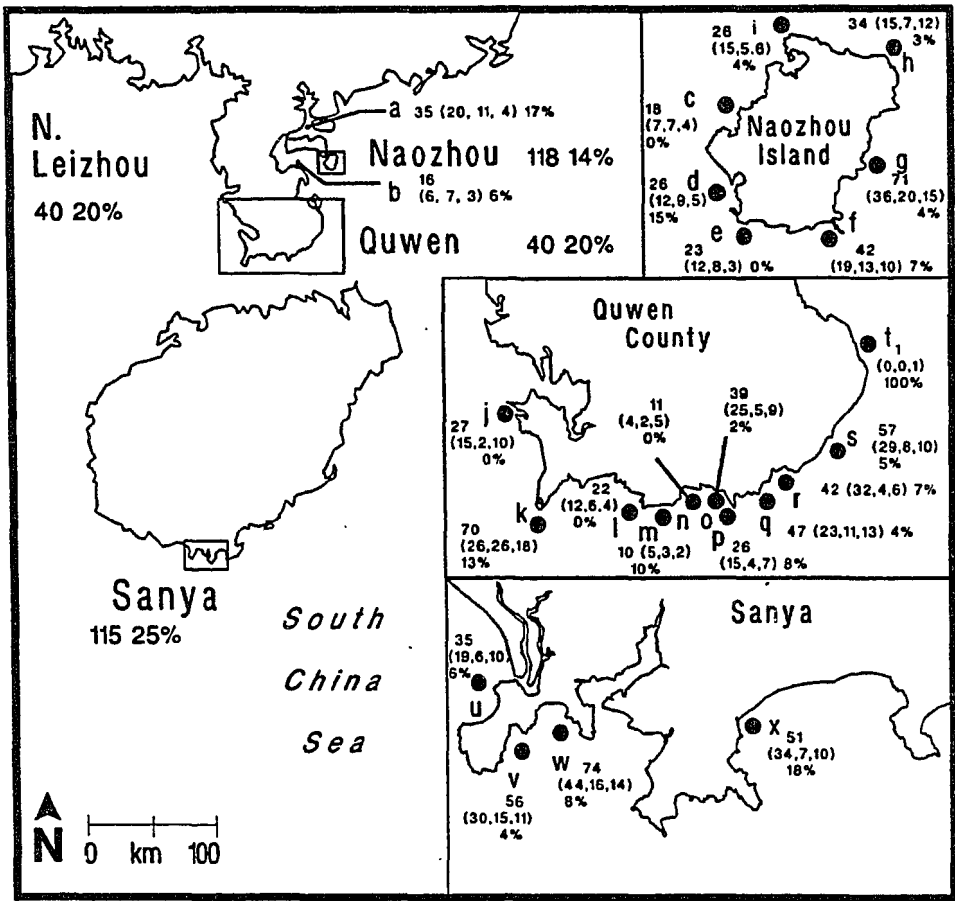 N.
Leizhou
40 20%
a 35 (20, 11, 4) 17%
Naozhou 118 14%
b 16
(6, 7, 3) 6%
Quwen 40 20%
Sanya
115 25%
South
China
Sea
N
0 km 100
Naozhou
Island
i
26
(15,5,6)
4%
34 (15,7,12)
3%
h
c
18
(7,7,4)
0%
d
26
(12,9,5)
15%
e
23
(12,8,3) 0%
f
42
(19,13,10) 7%
g
71
(36,20,15)
4%
Quwen
County
t1
(0,0,1)
100%
j
27
(15,2,10)
0%
11
(4,2,5)
0%
39
(25,5,9)
2%
s
57
(29,8,10)
5%
r
42 (32,4,6) 7%
k
70
(26,26,18)
13%
22
(12,6,4)
0%
l
m
10 (5,3,2)
10%
n
o
p
26
(15,4,7) 8%
q
47 (23,11,13) 4%
Sanya
35
(19,6,10)
6%
u
V
56
(30,15,11)
4%
W 74
(44,16,14)
8%
X 51
(34,7,10)
18%